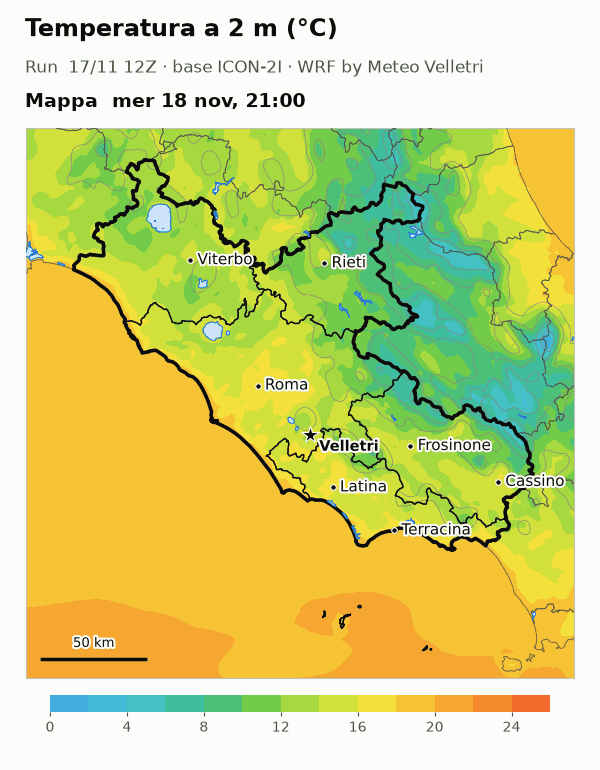 Temperatura a 2 m (°C)
Run  17/11 12Z · base ICON-2I · WRF by Meteo Velletri
Mappa  mer 18 nov, 21:00
Viterbo
Rieti
Roma
Velletri
Frosinone
Cassino
Latina
Terracina
50 km
0 4 8 12 16 20 24